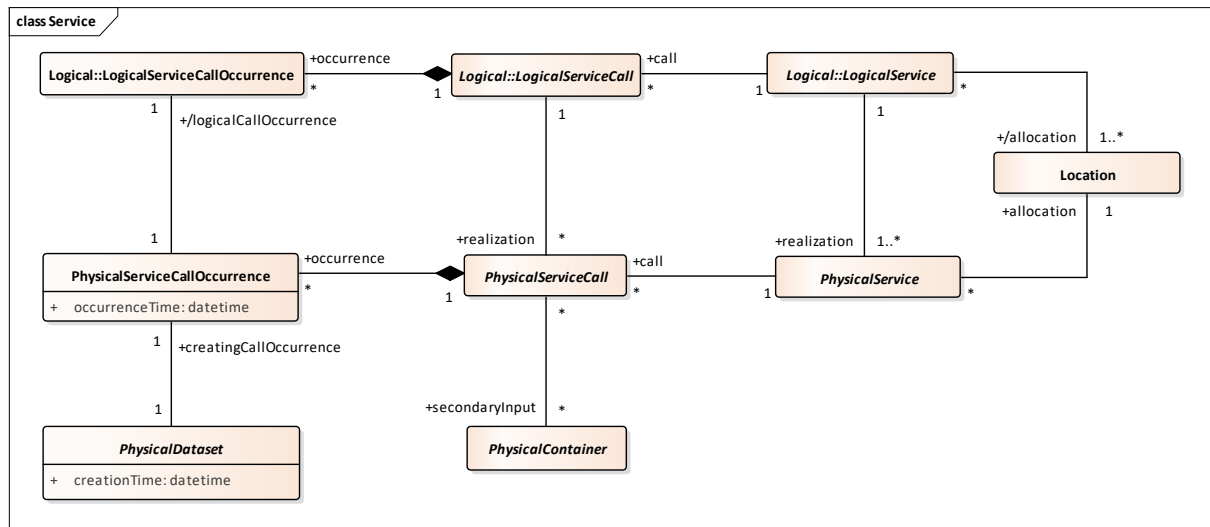 class Service
Logical::LogicalServiceCallOccurrence
+occurrence
*
1
Logical::LogicalServiceCall
+call
*
1
Logical::LogicalService
*
1
+/logicalCallOccurrence
1
1
+/allocation
1..*
Location
+allocation
1
1
+realization
*
+realization
1..*
PhysicalServiceCallOccurrence
+ occurrenceTime: datetime
+occurrence
*
1
PhysicalServiceCall
+call
*
1
PhysicalService
*
1
+creatingCallOccurrence
*
1
+secondaryInput
*
PhysicalDataset
+ creationTime: datetime
PhysicalContainer